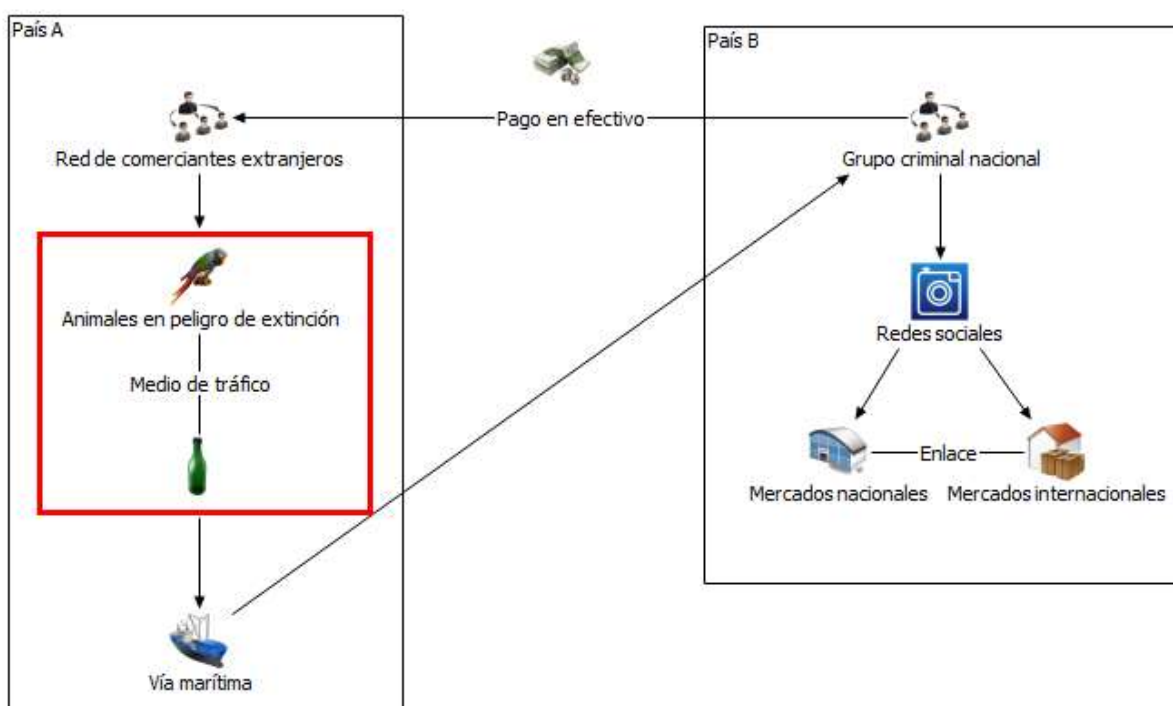 País A
País B
Pago en efectivo
Red de comerciantes extranjeros
Grupo criminal nacional
Animales en peligro de extinción
Redes sociales
Medio de tráfico
Enlace
Mercados nacionales
Mercados internacionales
Vía marítima